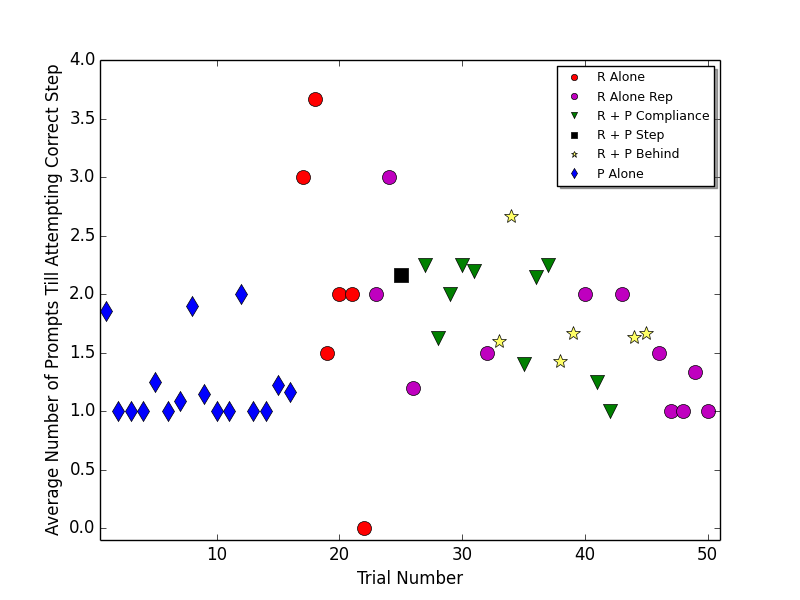 4.0
3.5
3.0
2.5
2.0
1.5
1.0
0.5
0.0
Average Number of Prompts Till Attempting Correct Step
R Alone
R Alone Rep
R + P Compliance
R + P Step
R + P Behind
P Alone
10 20 30 40 50
Trial Number